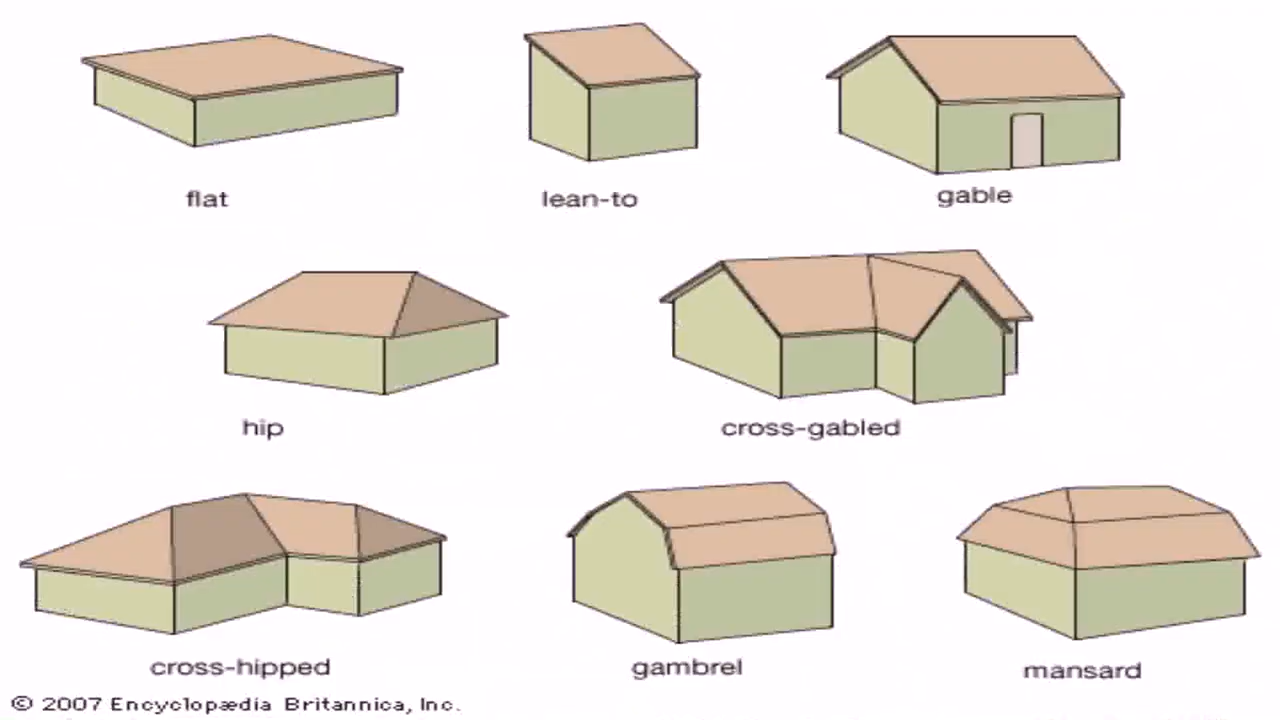 flat
lean-to
gable
hip
cross-gabled
cross-hipped
gambrel
mansard
© 2007 Encyclopædia Britannica, Inc.